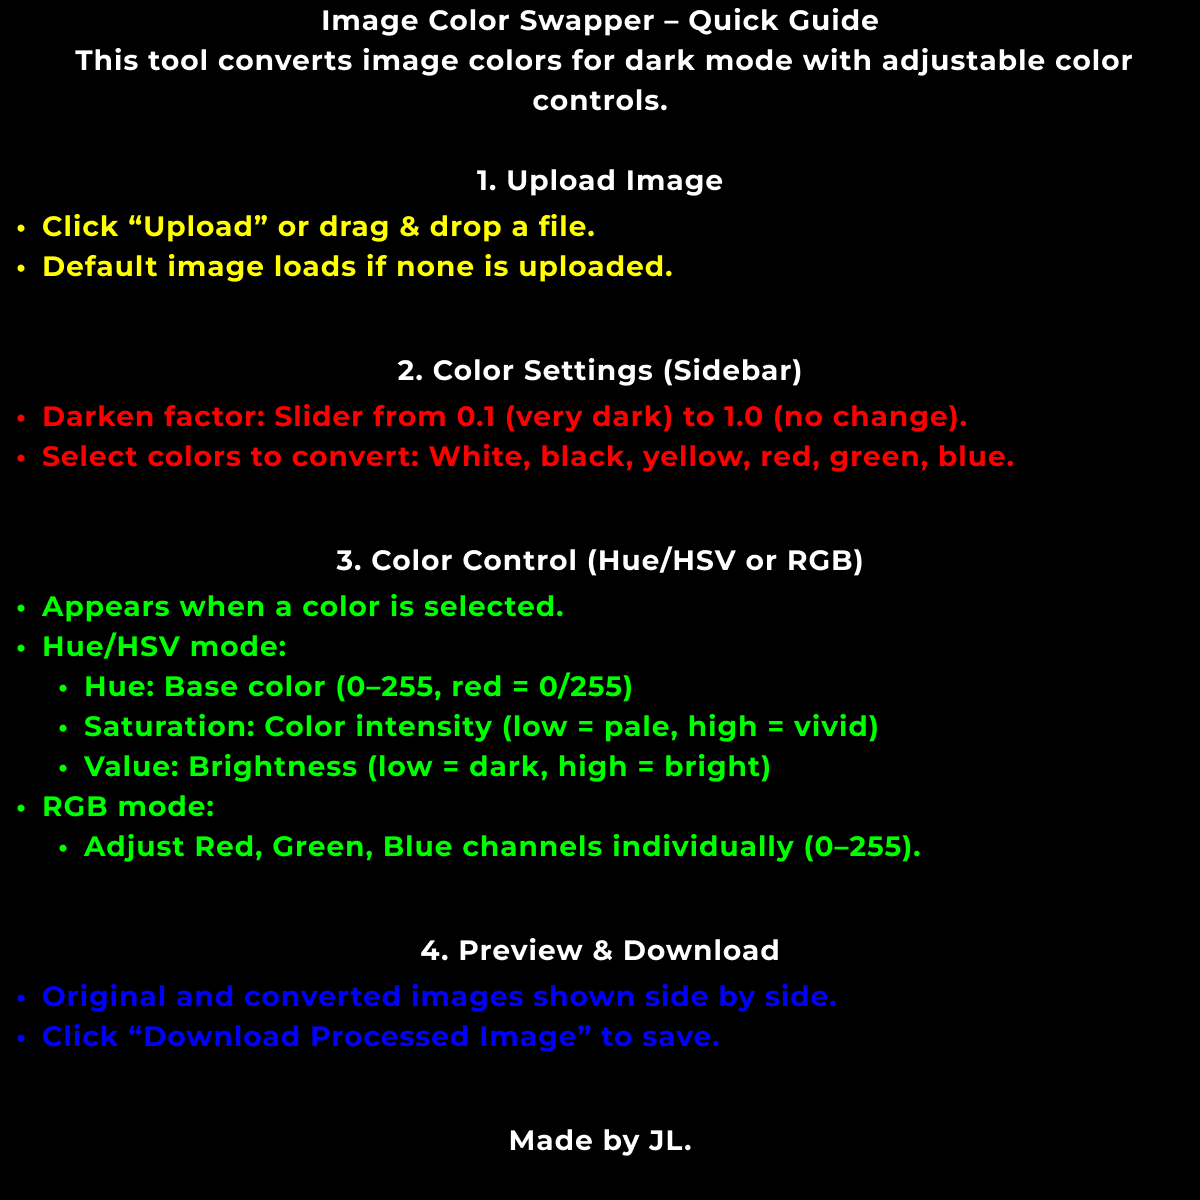 Image Color Swapper – Quick Guide
This tool converts image colors for dark mode with adjustable color
controls.
1. Upload Image
• Click “Upload” or drag & drop a file.
• Default image loads if none is uploaded.
2. Color Settings (Sidebar)
• Darken factor: Slider from 0.1 (very dark) to 1.0 (no change).
• Select colors to convert: White, black, yellow, red, green, blue.
3. Color Control (Hue/HSV or RGB)
• Appears when a color is selected.
• Hue/HSV mode:
• Hue: Base color (0–255, red = 0/255)
• Saturation: Color intensity (low = pale, high = vivid)
• Value: Brightness (low = dark, high = bright)
• RGB mode:
• Adjust Red, Green, Blue channels individually (0–255).
4. Preview & Download
• Original and converted images shown side by side.
• Click “Download Processed Image” to save.
Made by JL.